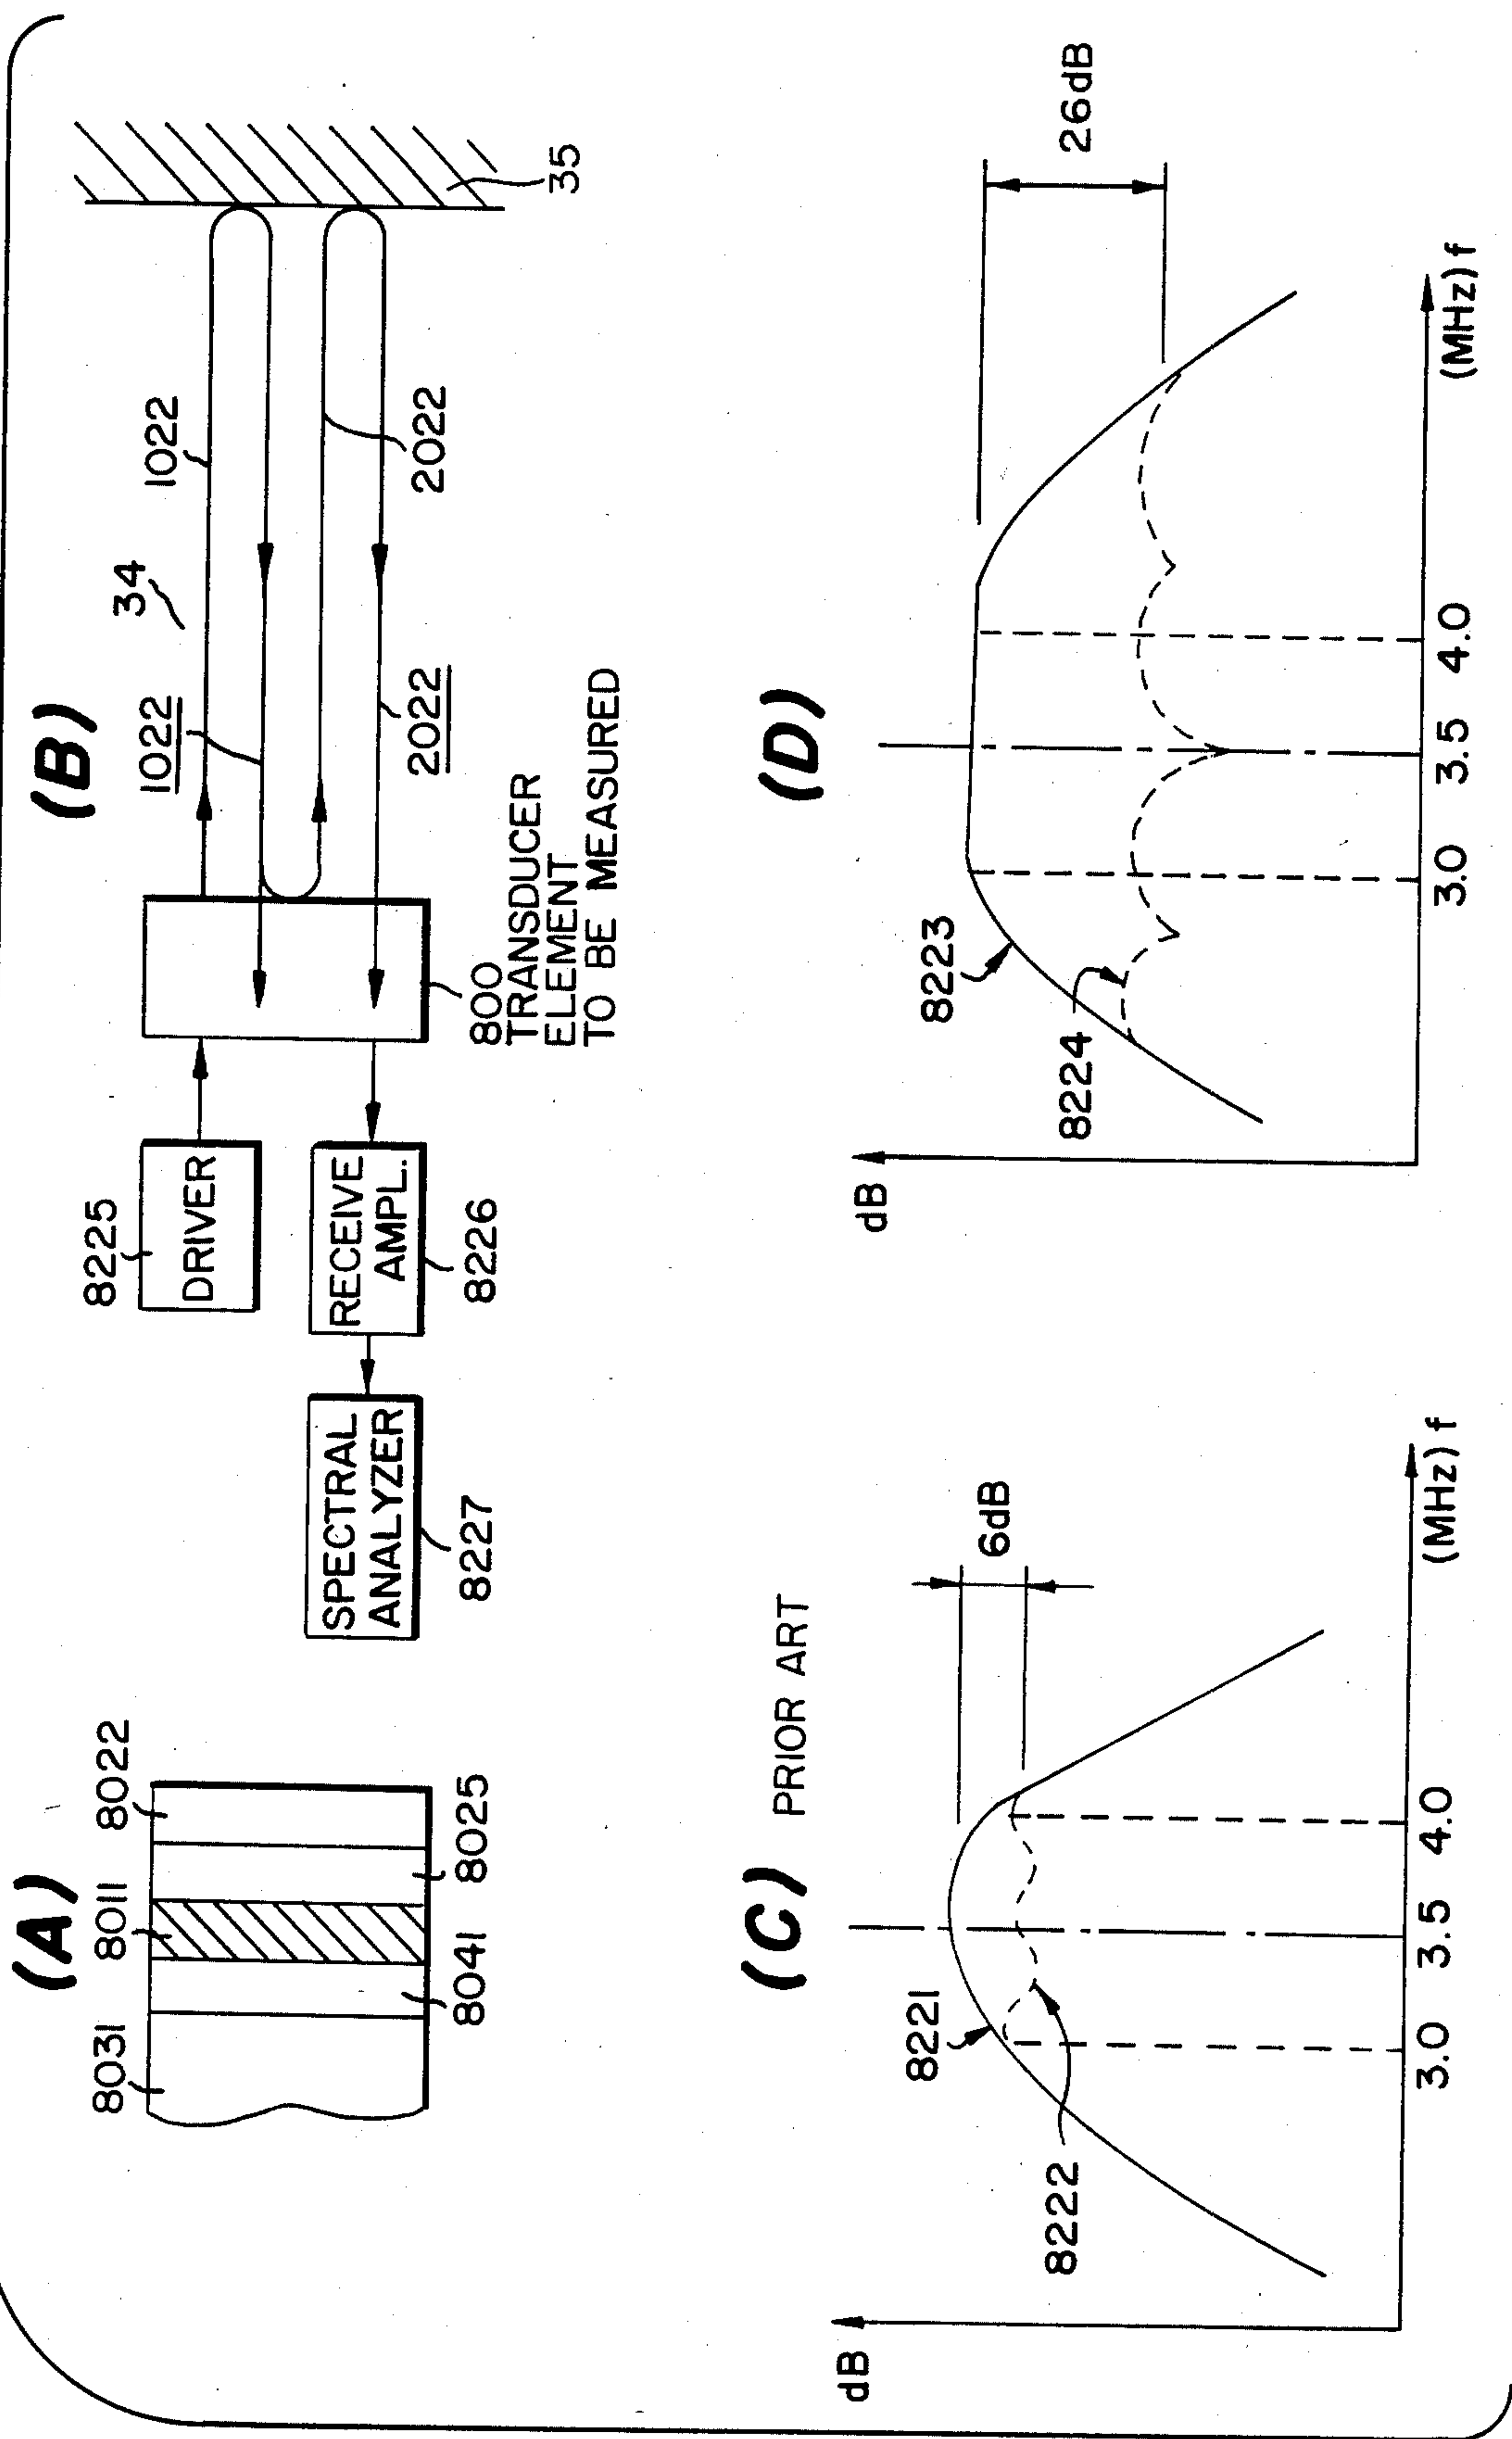 (A)
8031
8011
8022
8041
8025
(B)
8225
DRIVER
RECEIVE
AMPL.
8226
SPECTRAL
ANALYZER
8227
1022
34
1022
2022
2022
35
800
TRANSDUCER
ELEMENT
TO BE MEASURED
(C)
PRIOR ART
dB
8221
8222
6dB
3.0
3.5
4.0
(MHz) f
(D)
dB
8223
8224
26dB
3.0
3.5
4.0
(MHz) f